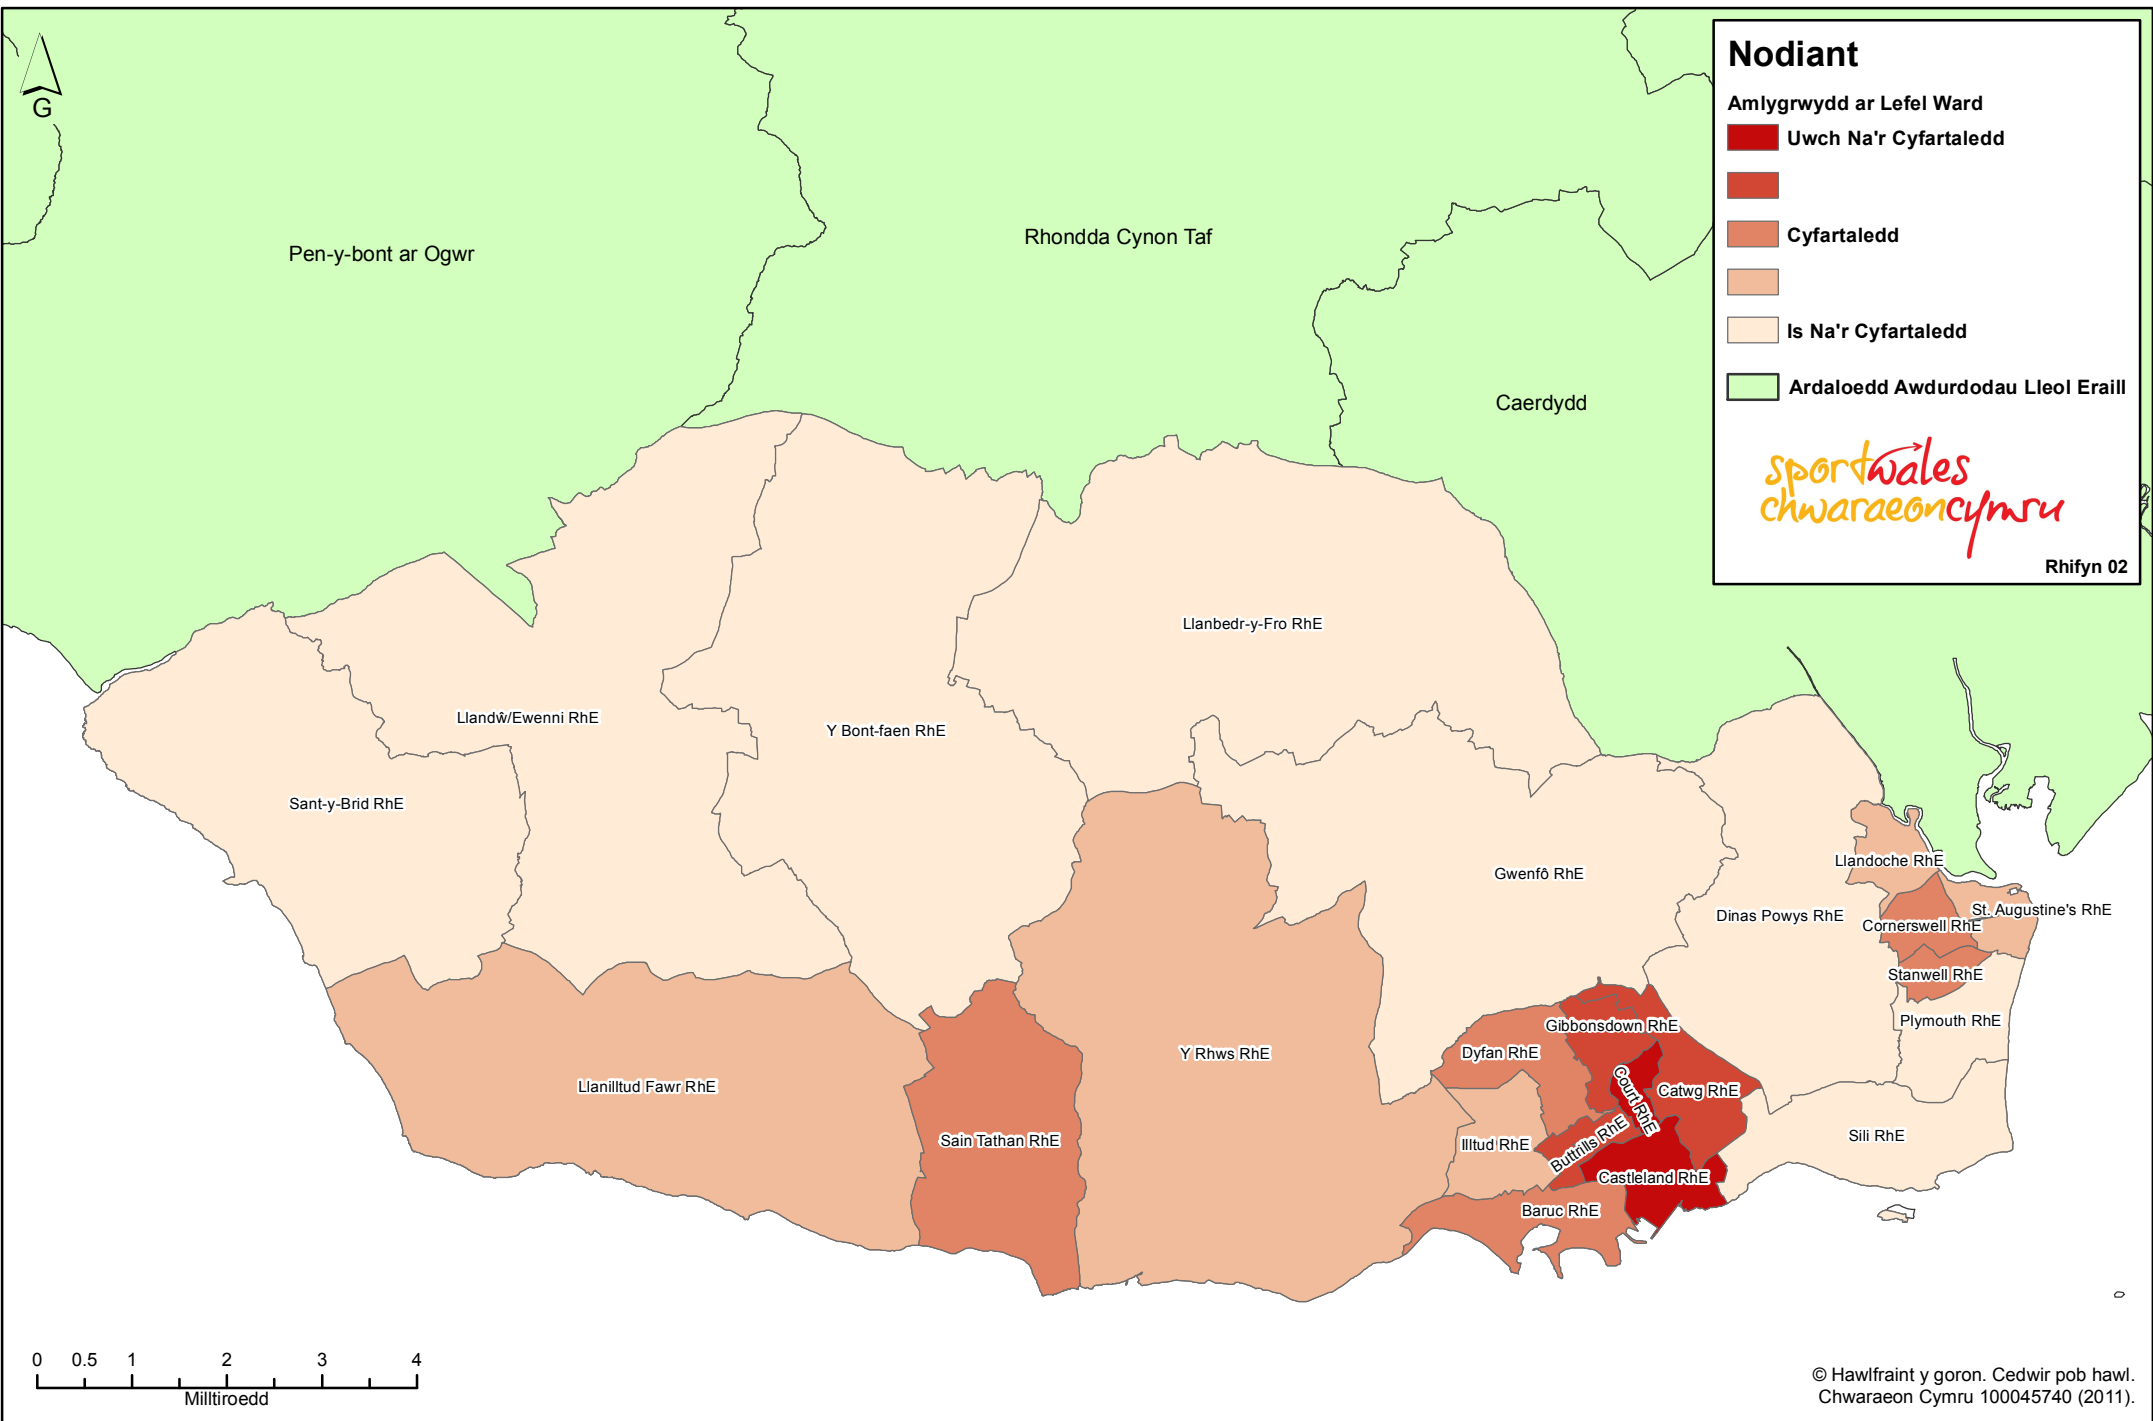 G
Nodiant
Amlygrwydd ar Lefel Ward
Uwch Na'r Cyfartaledd
Cyfartaledd
Is Na'r Cyfartaledd
Ardaloedd Awdurdodau Lleol Eraill
sportwales
chwaraeoncymru
Rhifyn 02
Pen-y-bont ar Ogwr
Rhondda Cynon Taf
Caerdydd
Llanbedr-y-Fro RhE
Llandŵ/Ewenni RhE
Y Bont-faen RhE
Sant-y-Brid RhE
Gwenfô RhE
Llandoche RhE
Dinas Powys RhE
St. Augustine's RhE
Cornerswell RhE
Stanwell RhE
Plymouth RhE
Gibbonsdown RhE
Dyfan RhE
Y Rhws RhE
Llanilltud Fawr RhE
Court RhE
Catwg RhE
Sain Tathan RhE
Illtud RhE
Buttrills RhE
Sili RhE
Castleland RhE
Baruc RhE
0 0.5 1 2 3 4
Milltiroedd
© Hawlfraint y goron. Cedwir pob hawl.
Chwaraeon Cymru 100045740 (2011).